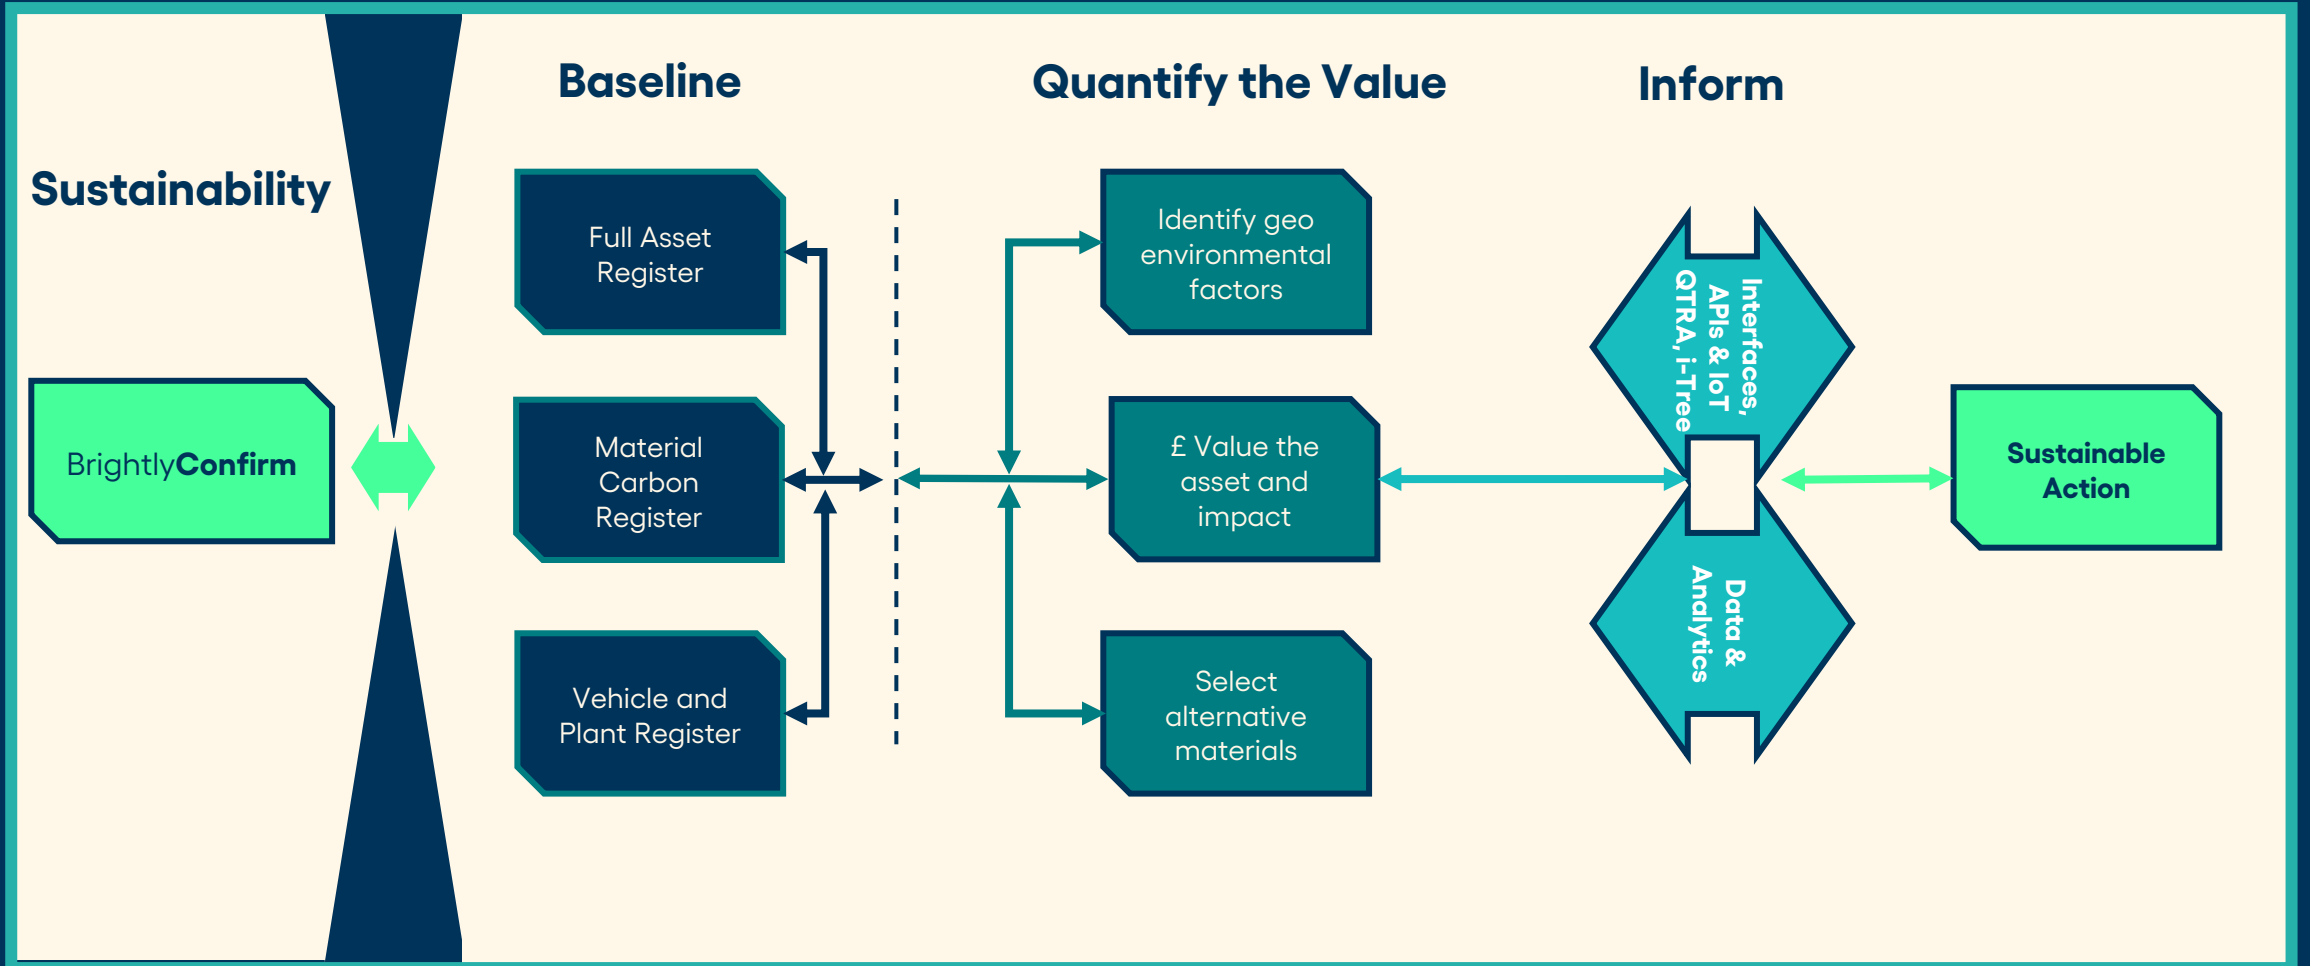 Baseline
Quantify the Value
Inform
Sustainability
BrightlyConfirm
Full Asset
Register
Material
Carbon
Register
Vehicle and
Plant Register
Identify geo
environmental
factors
£ Value the
asset and
impact
Select
alternative
materials
Interfaces,
APIs & IoT
QTRA, i-Tree
Data &
Analytics
Sustainable
Action